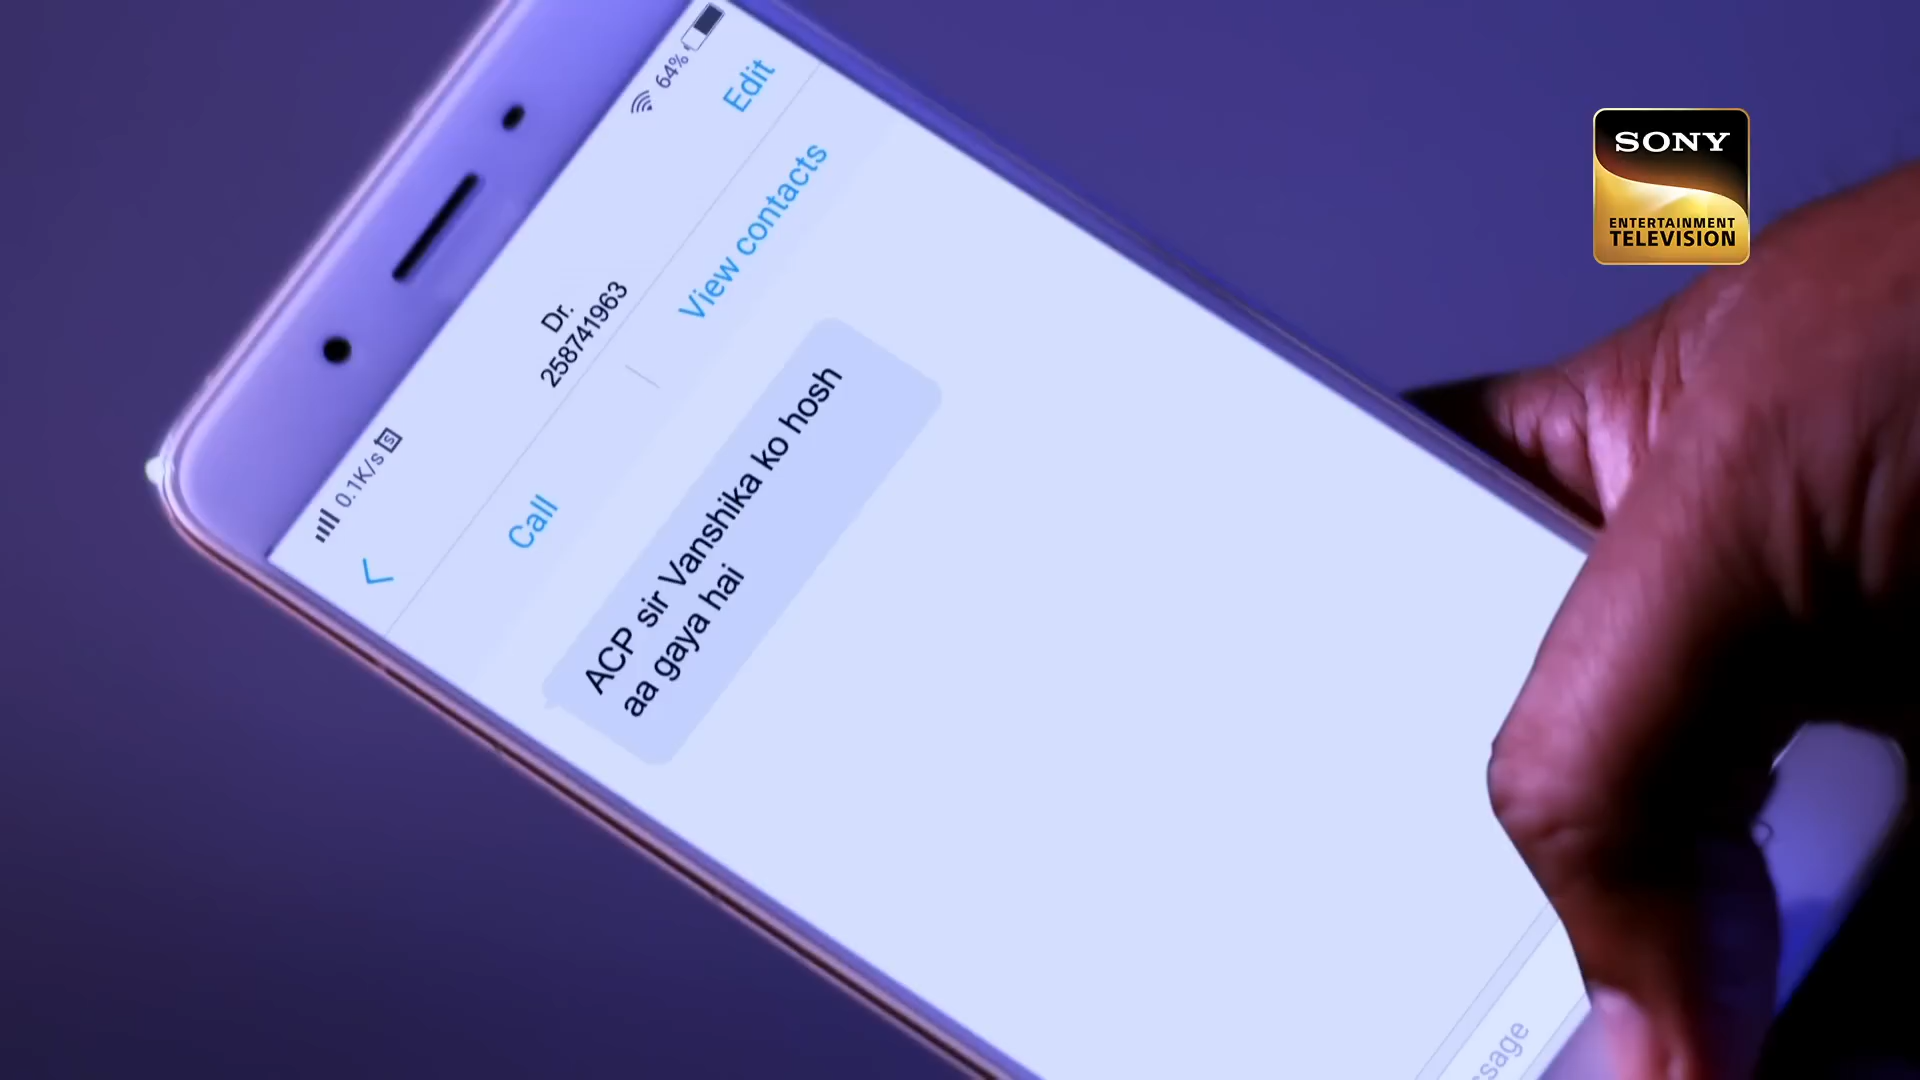 0.1K/s
64%
Dr.
258741963
Edit
Call
View contacts
ACP sir Vanshika ko hosh
aa gaya hai
SONY
ENTERTAINMENT
TELEVISION